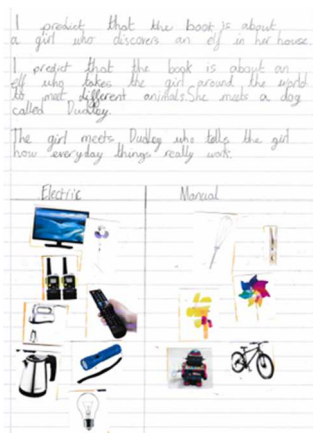 I predict that the book is about
a girl who discovers an elf in her house.
I predict that the book is about an
elf who takes the girl around the world
to meet different animals. She meets a dog
called Dudley.
The girl meets Dudley who tells the girl
how everyday things really work.
Electric
Manual